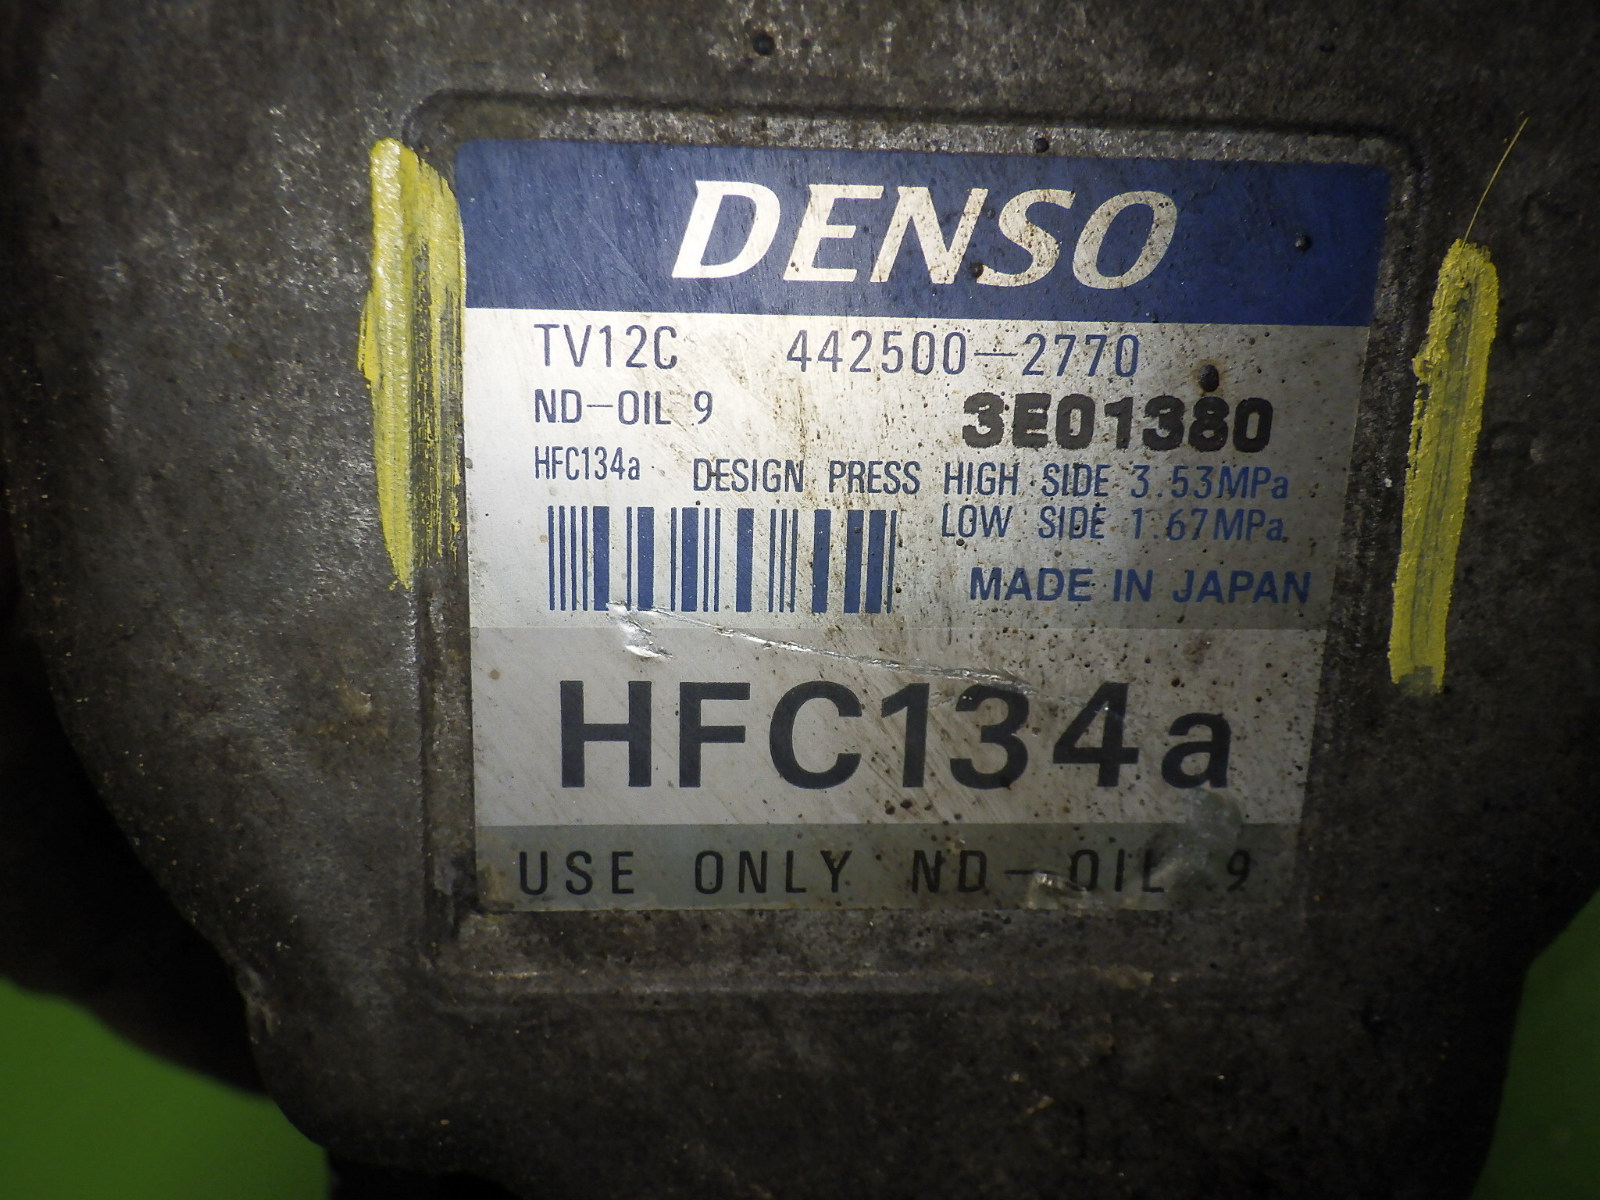 DENSO
TV12C 442500-2770
ND-OIL 9 3E01380
HFC134a DESIGN PRESS HIGH SIDE 3.53MPa
LOW SIDE 1.67MPa
MADE IN JAPAN
HFC134a
USE ONLY ND-OIL 9